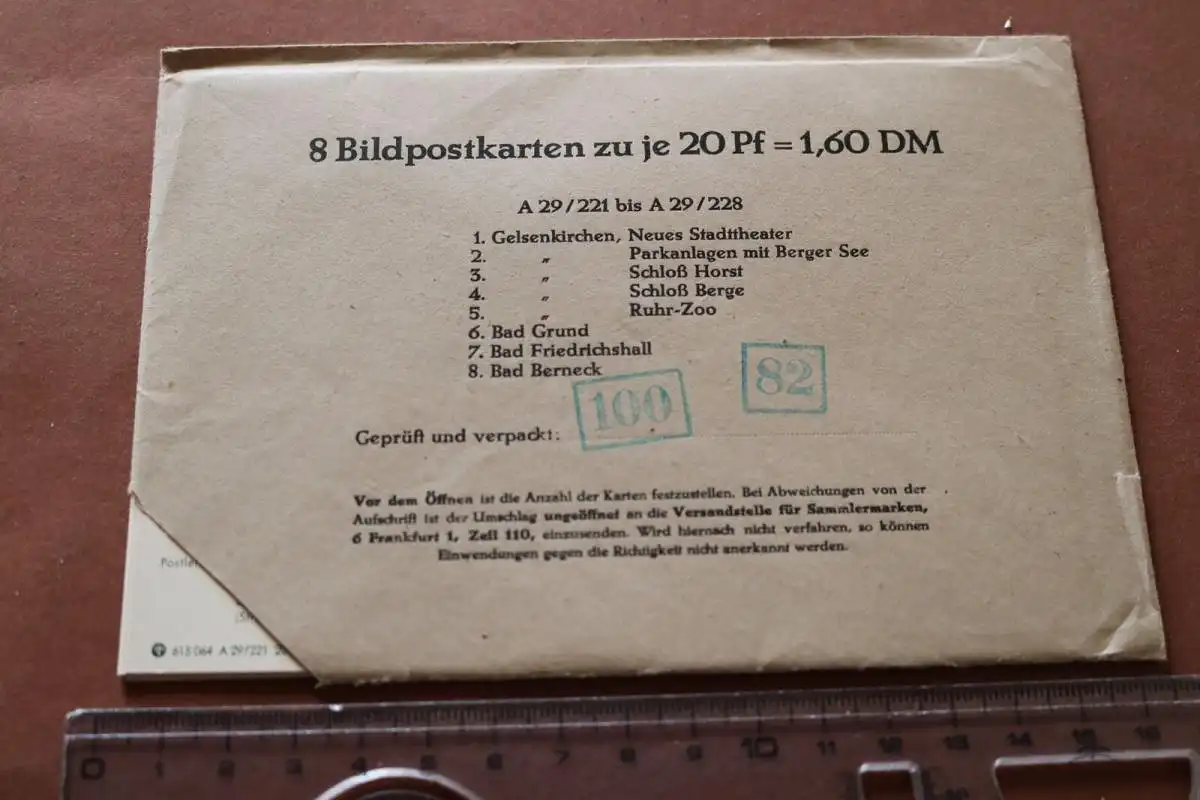 8 Bildpostkarten zu je 20 Pf = 1,60 DM
A 29/221 bis A 29/228
1. Gelsenkirchen, Neues Stadttheater
2. „ Parkanlagen mit Berger See
3. „ Schloß Horst
4. „ Schloß Berge
5. „ Ruhr-Zoo
6. Bad Grund
7. Bad Friedrichshall
8. Bad Berneck
82
100
Geprüft und verpackt:
Vor dem Öffnen ist die Anzahl der Karten festzustellen. Bei Abweichungen von der
Aufschrift ist der Umschlag ungeöffnet an die Versandstelle für Sammlermarken,
6 Frankfurt 1, Zeil 110, einzusenden. Wird hiernach nicht verfahren, so können
Einwendungen gegen die Richtigkeit nicht anerkannt werden.
615 064 A 29/221
0 1 2 3 4 5 6 7 8 9 10 11 12 13 14 15 16